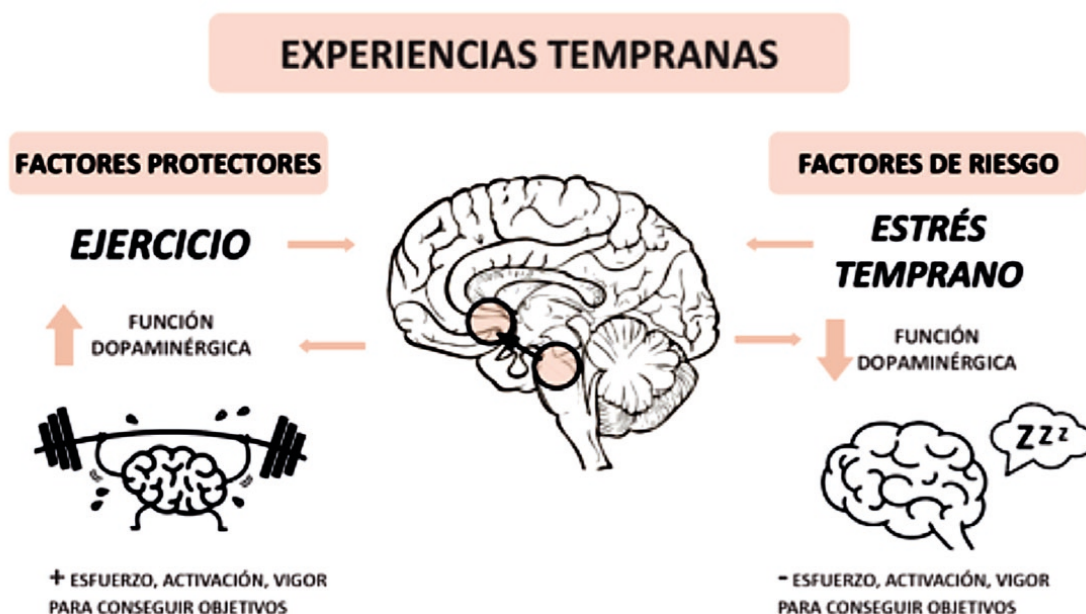 EXPERIENCIAS TEMPRANAS
FACTORES PROTECTORES
EJERCICIO
FUNCIÓN
DOPAMINÉRGICA
+ ESFUERZO, ACTIVACIÓN, VIGOR
PARA CONSEGUIR OBJETIVOS
FACTORES DE RIESGO
ESTRÉS
TEMPRANO
FUNCIÓN
DOPAMINÉRGICA
Z Z Z
- ESFUERZO, ACTIVACIÓN, VIGOR
PARA CONSEGUIR OBJETIVOS